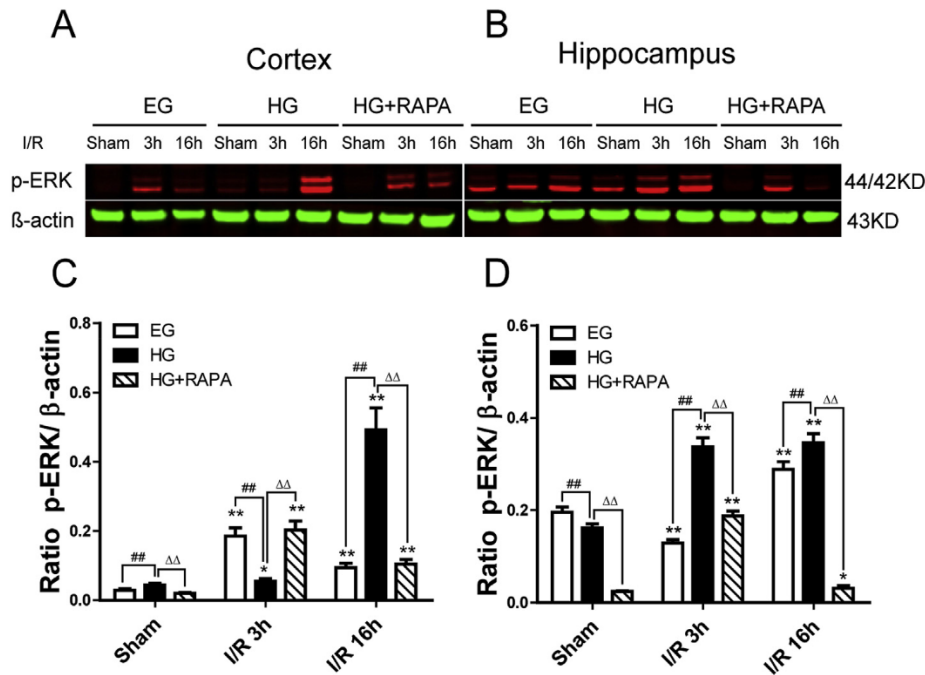 A B
Cortex Hippocampus
EG HG HG+RAPA EG HG HG+RAPA
I/R Sham 3h 16h Sham 3h 16h Sham 3h 16h Sham 3h 16h Sham 3h 16h Sham 3h 16h
p-ERK 44/42KD
ß-actin 43KD
C
Ratio p-ERK/ β-actin
0.8
0.6
0.4
0.2
0.0
EG
HG
HG+RAPA
## ΔΔ
** * **
## ΔΔ
** ** **
## ΔΔ
Sham I/R 3h I/R 16h
D
Ratio p-ERK/ β-actin
0.6
0.4
0.2
0.0
EG
HG
HG+RAPA
## ΔΔ
** ** **
## ΔΔ
** ** *
## ΔΔ
Sham I/R 3h I/R 16h